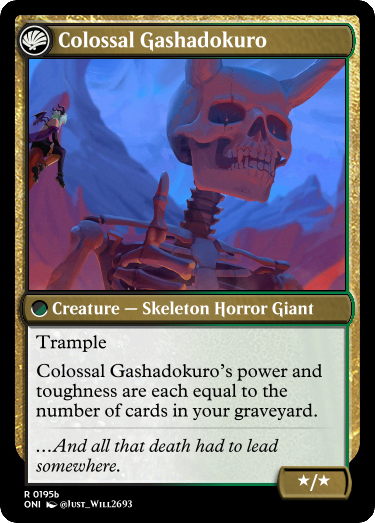 Colossal Gashadokuro
Creature — Skeleton Horror Giant
Trample
Colossal Gashadokuro's power and
toughness are each equal to the
number of cards in your graveyard.
…And all that death had to lead
somewhere.
★/★
R 0195b
ONI @Just_Will2693